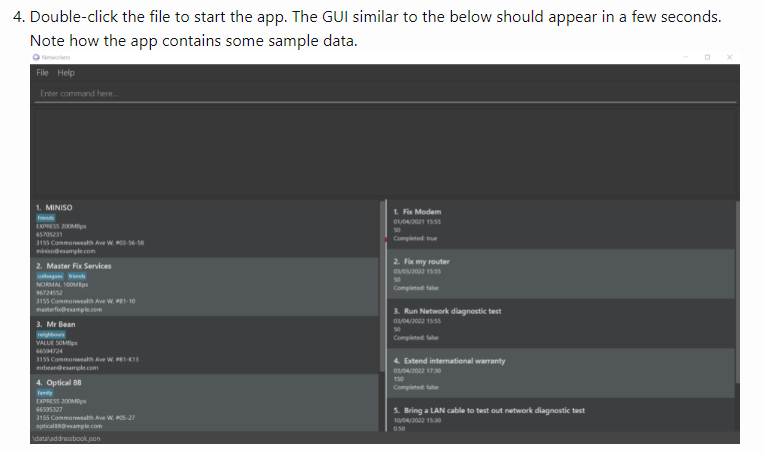 4. Double-click the file to start the app. The GUI similar to the below should appear in a few seconds.
Note how the app contains some sample data.
Networkers
File Help
Enter command here...
1. MINISO
friends
EXPRESS 200MBps
65705231
3155 Commonwealth Ave W, #03-56-58
miniso@example.com
2. Master Fix Services
colleagues friends
NORMAL 100MBps
96724552
3155 Commonwealth Ave W, #B1-10
masterfix@example.com
3. Mr Bean
neighbours
VALUE 50MBps
66594724
3155 Commonwealth Ave W, #B1-K13
mrbean@example.com
4. Optical 88
family
EXPRESS 200MBps
66595327
3155 Commonwealth Ave W, #05-27
optical88@example.com
1. Fix Modem
01/04/2021 15:55
50
Completed: true
2. Fix my router
03/03/2022 15:55
50
Completed: false
3. Run Network diagnostic test
03/04/2022 15:55
50
Completed: false
4. Extend international warranty
05/04/2022 17:30
150
Completed: false
5. Bring a LAN cable to test out network diagnostic test
10/04/2022 15:30
0.50
\data\addressbook.json